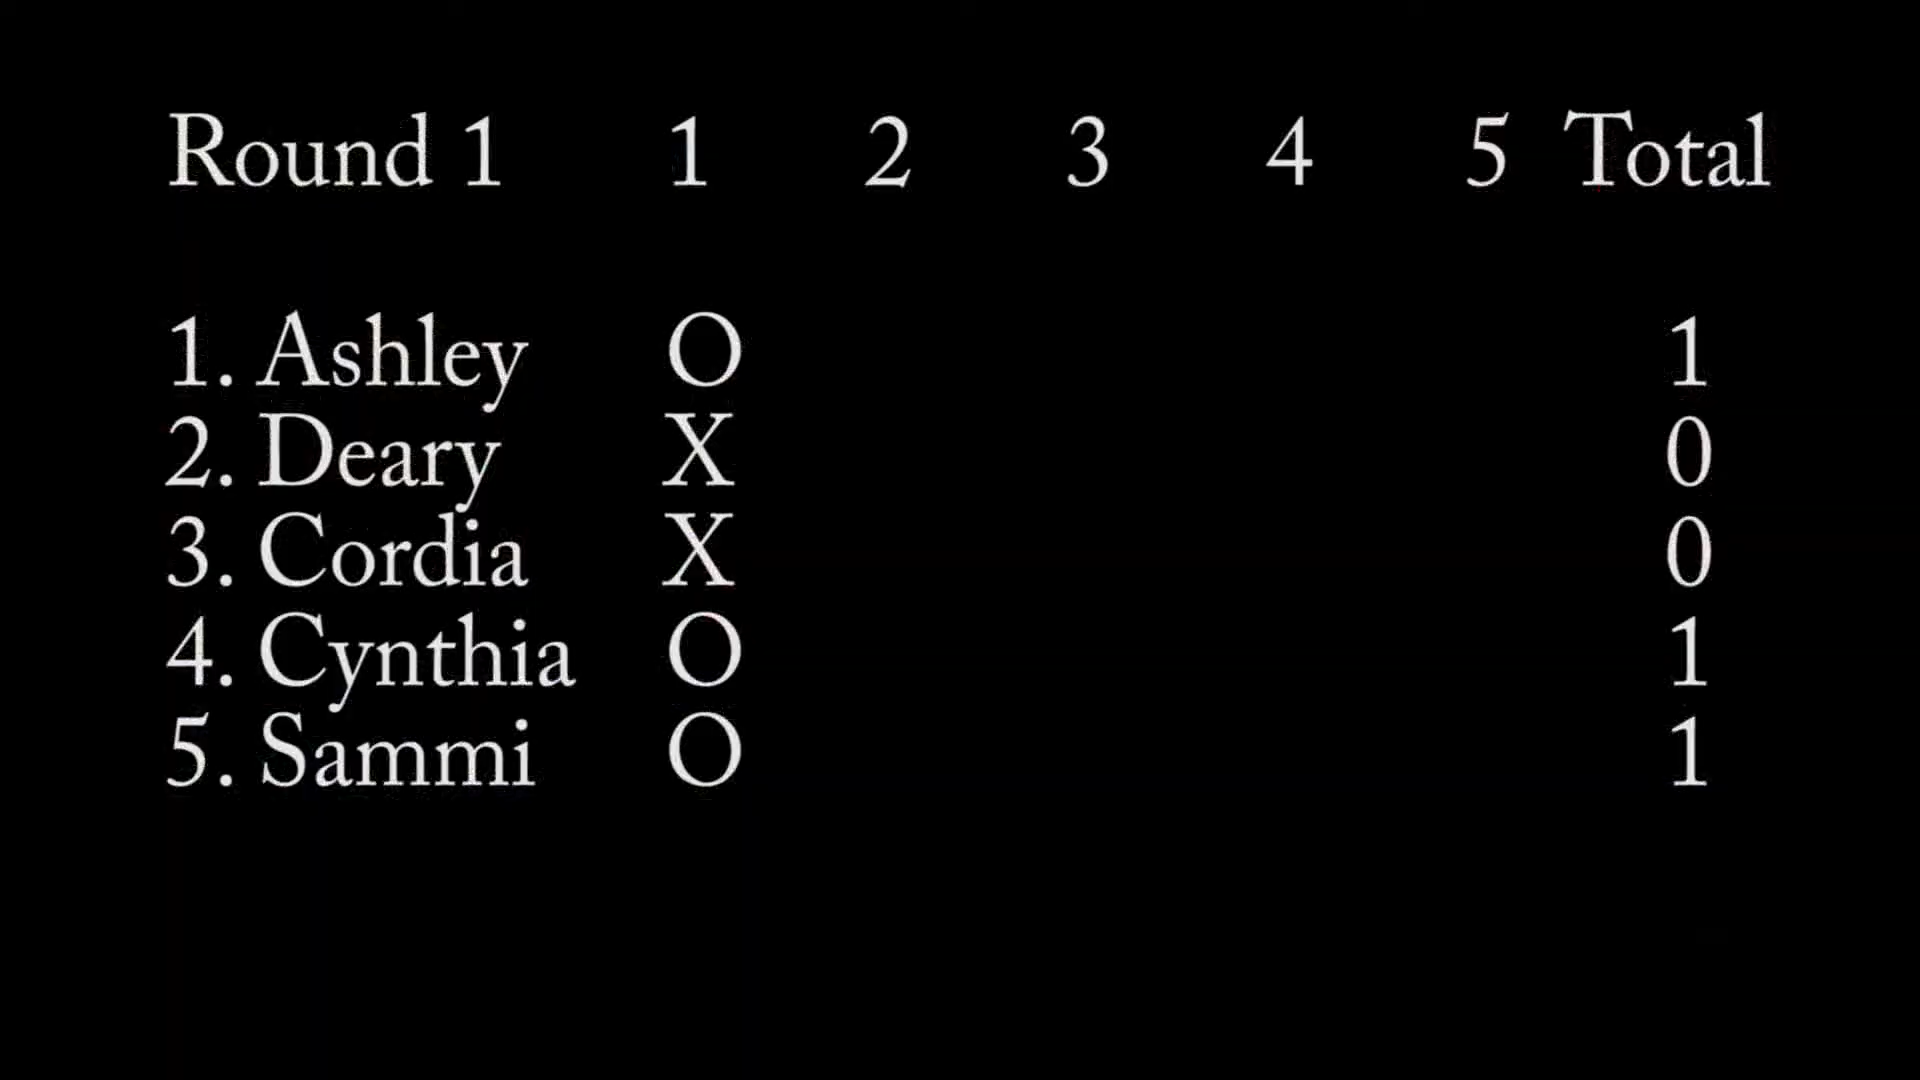 Round 1 1 2 3 4 5 Total
1. Ashley O 1
2. Deary X 0
3. Cordia X 0
4. Cynthia O 1
5. Sammi O 1